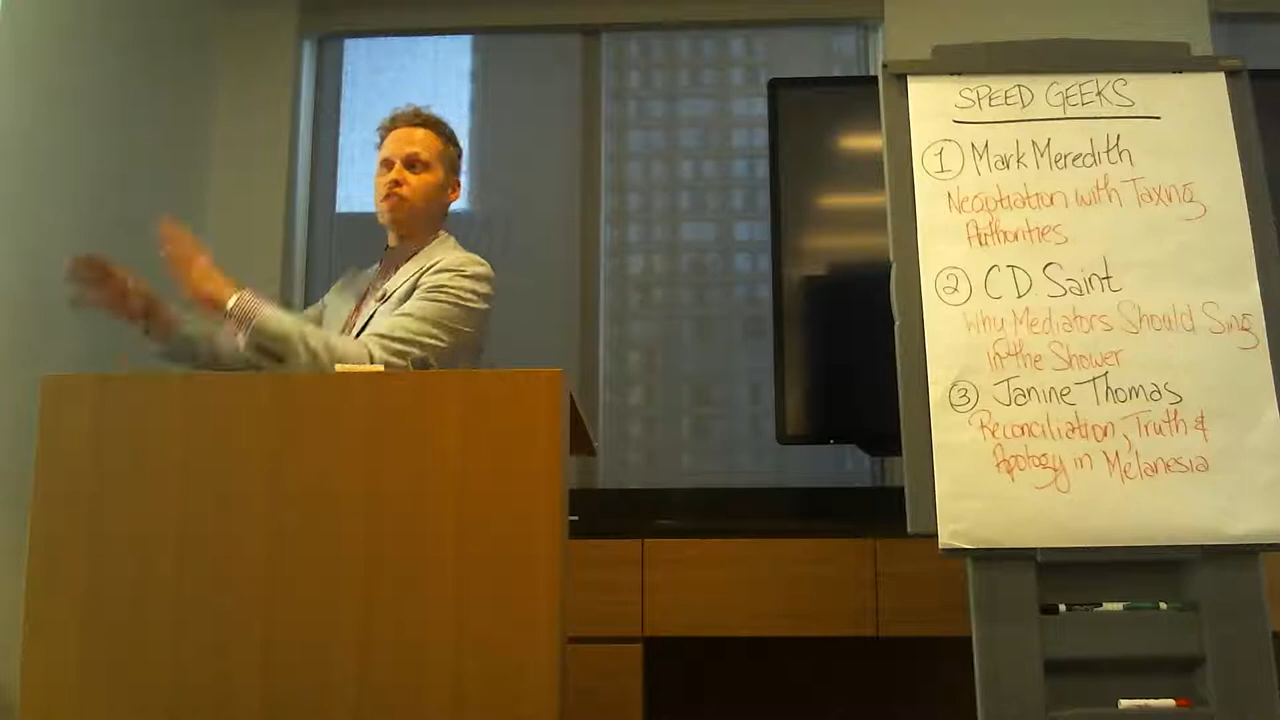 SPEED GEEKS
1 Mark Meredith
Negotiation with Taxing
Authorities
2 CD. Saint
Why Mediators Should Sing
in the Shower
3 Janine Thomas
Reconciliation, Truth &
Apology in Melanesia